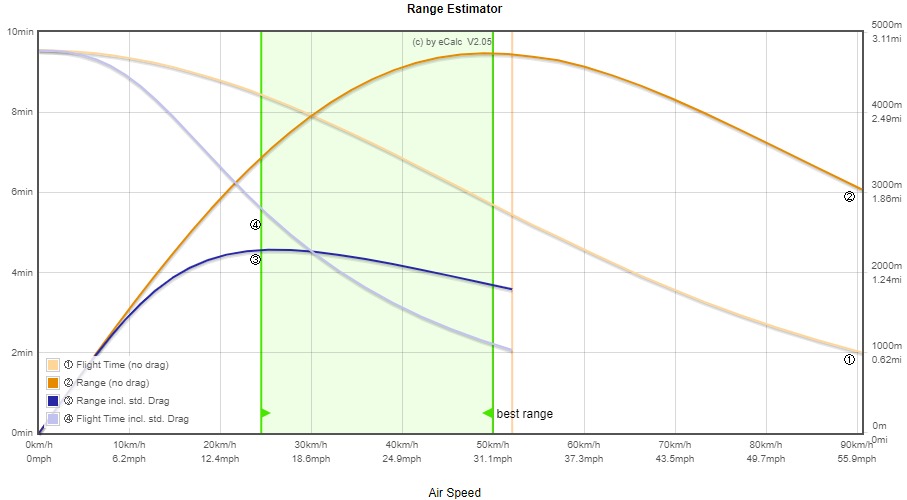 Range Estimator
(c) by eCalc V2.05
10min
8min
6min
4min
2min
0min
5000m
3.11mi
4000m
2.49mi
3000m
1.86mi
2000m
1.24mi
1000m
0.62mi
0m
0mi
④
③
②
①
① Flight Time (no drag)
② Range (no drag)
③ Range incl. std. Drag
④ Flight Time incl. std. Drag
best range
0km/h 10km/h 20km/h 30km/h 40km/h 50km/h 60km/h 70km/h 80km/h 90km/h
0mph 6.2mph 12.4mph 18.6mph 24.9mph 31.1mph 37.3mph 43.5mph 49.7mph 55.9mph
Air Speed